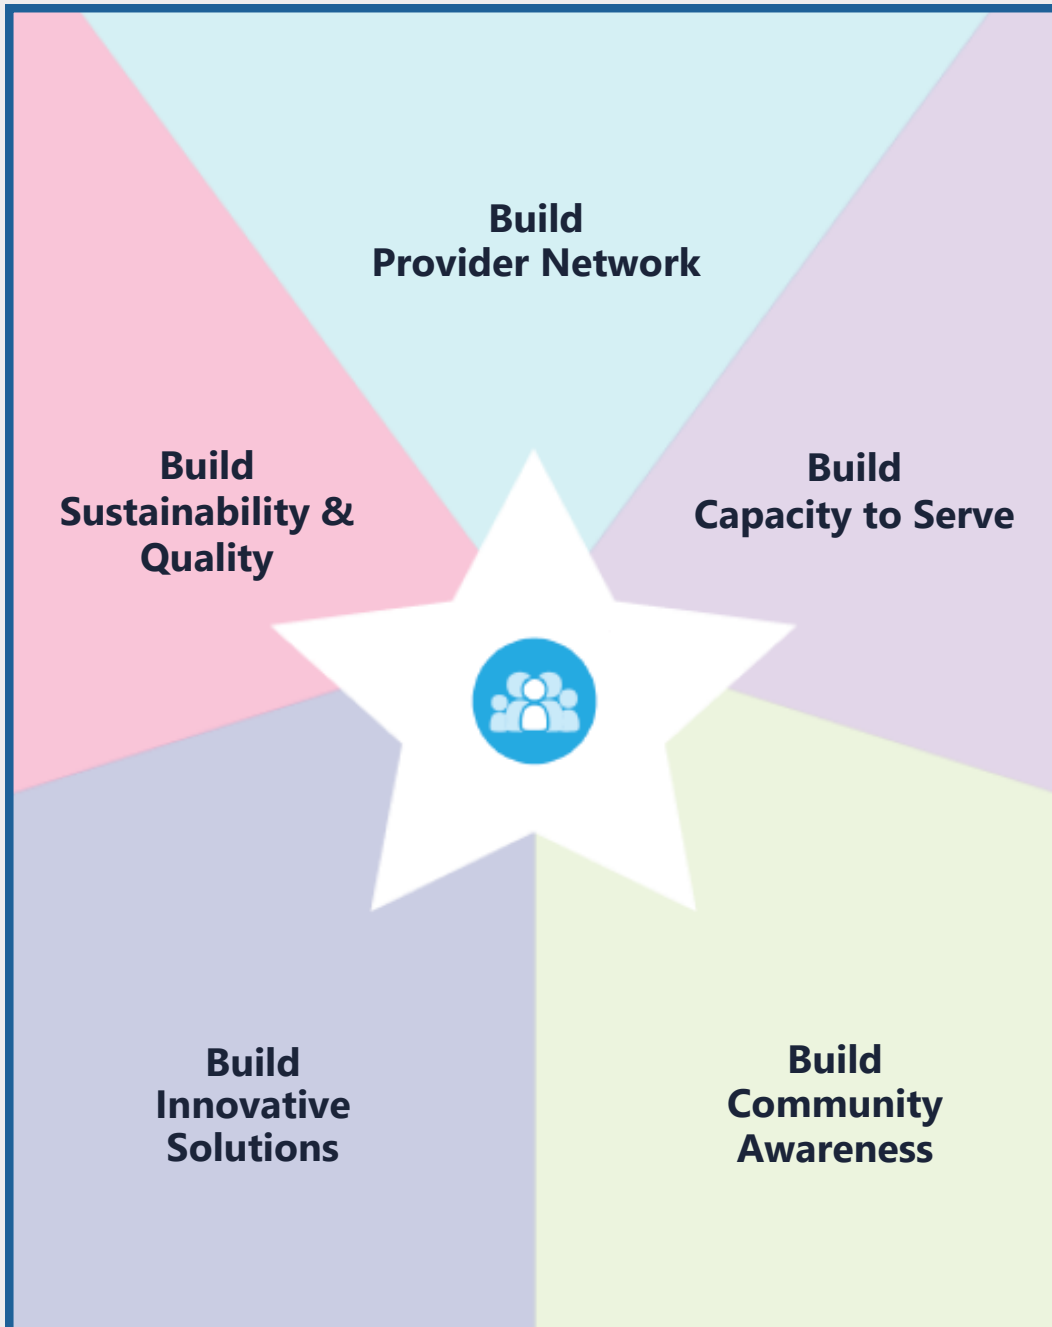 Build
Provider Network
Build
Sustainability &
Quality
Build
Capacity to Serve
Build
Innovative
Solutions
Build
Community
Awareness